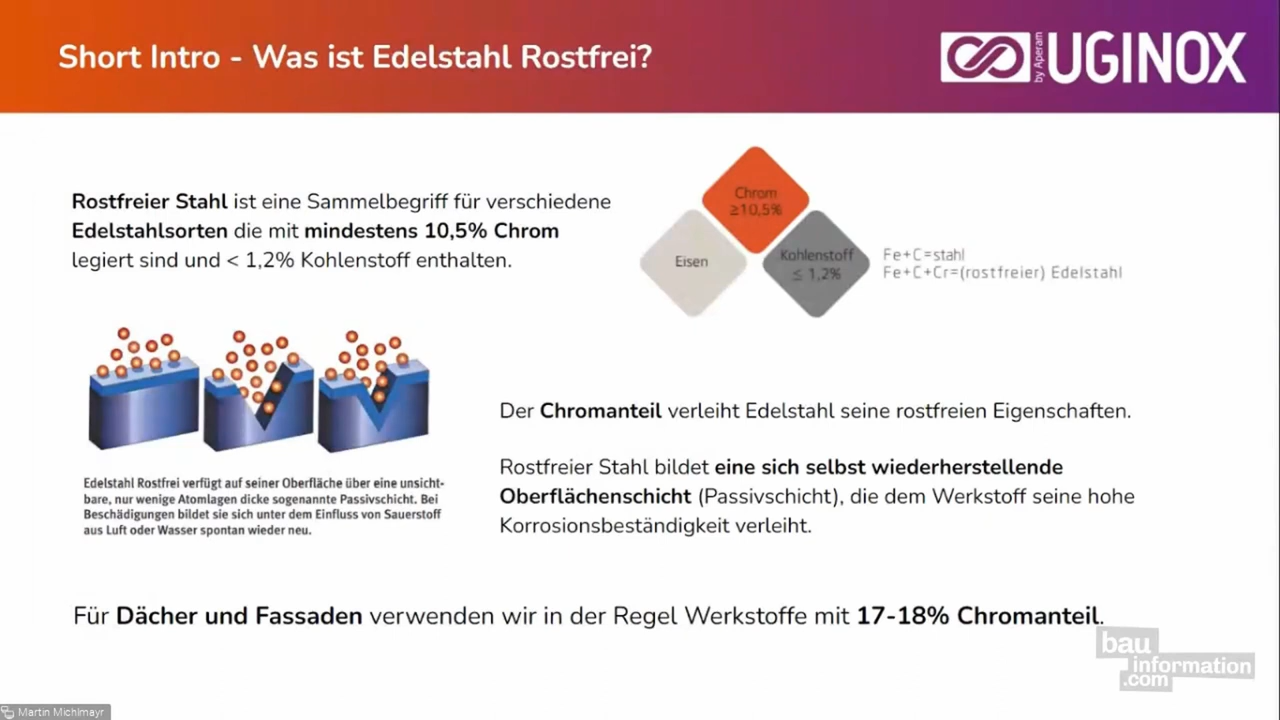 Short Intro - Was ist Edelstahl Rostfrei?
by Aperam
UGINOX
Rostfreier Stahl ist eine Sammelbegriff für verschiedene
Edelstahlsorten die mit mindestens 10,5% Chrom
legiert sind und < 1,2% Kohlenstoff enthalten.
Chrom
≥10,5%
Eisen
Kohlenstoff
≤ 1,2%
Fe+C=stahl
Fe+C+Cr=(rostfreier) Edelstahl
Edelstahl Rostfrei verfügt auf seiner Oberfläche über eine unsicht-
bare, nur wenige Atomlagen dicke sogenannte Passivschicht. Bei
Beschädigungen bildet sie sich unter dem Einfluss von Sauerstoff
aus Luft oder Wasser spontan wieder neu.
Der Chromanteil verleiht Edelstahl seine rostfreien Eigenschaften.
Rostfreier Stahl bildet eine sich selbst wiederherstellende
Oberflächenschicht (Passivschicht), die dem Werkstoff seine hohe
Korrosionsbeständigkeit verleiht.
Für Dächer und Fassaden verwenden wir in der Regel Werkstoffe mit 17-18% Chromanteil.
bau
information
.com
Martin Michlmayr